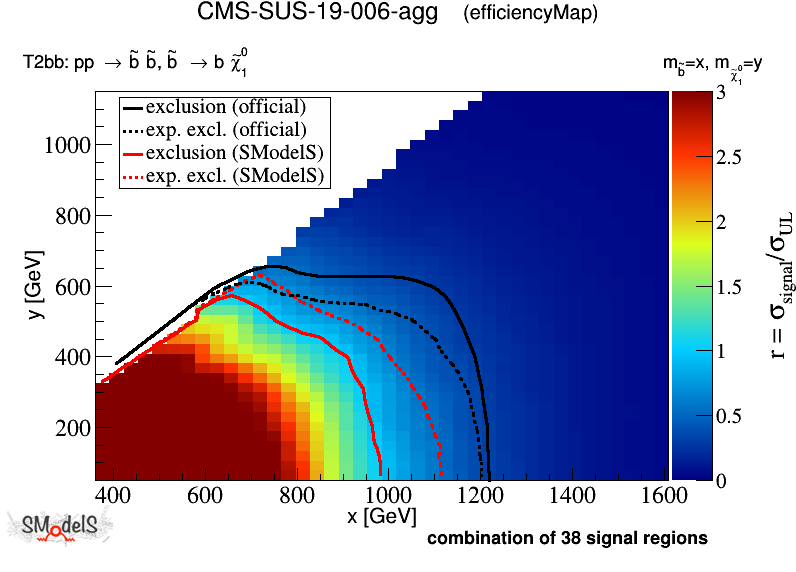 CMS-SUS-19-006-agg (efficiencyMap)
T2bb: pp → b̃ b̃, b̃ → b χ̃₁⁰
m_b̃=x, m_χ̃₁⁰=y
exclusion (official)
exp. excl. (official)
exclusion (SModelS)
exp. excl. (SModelS)
1000
800
600
400
200
y [GeV]
400 600 800 1000 1200 1400 1600
x [GeV]
3
2.5
2
1.5
1
0.5
0
r = σ_signal/σ_UL
SModelS
combination of 38 signal regions